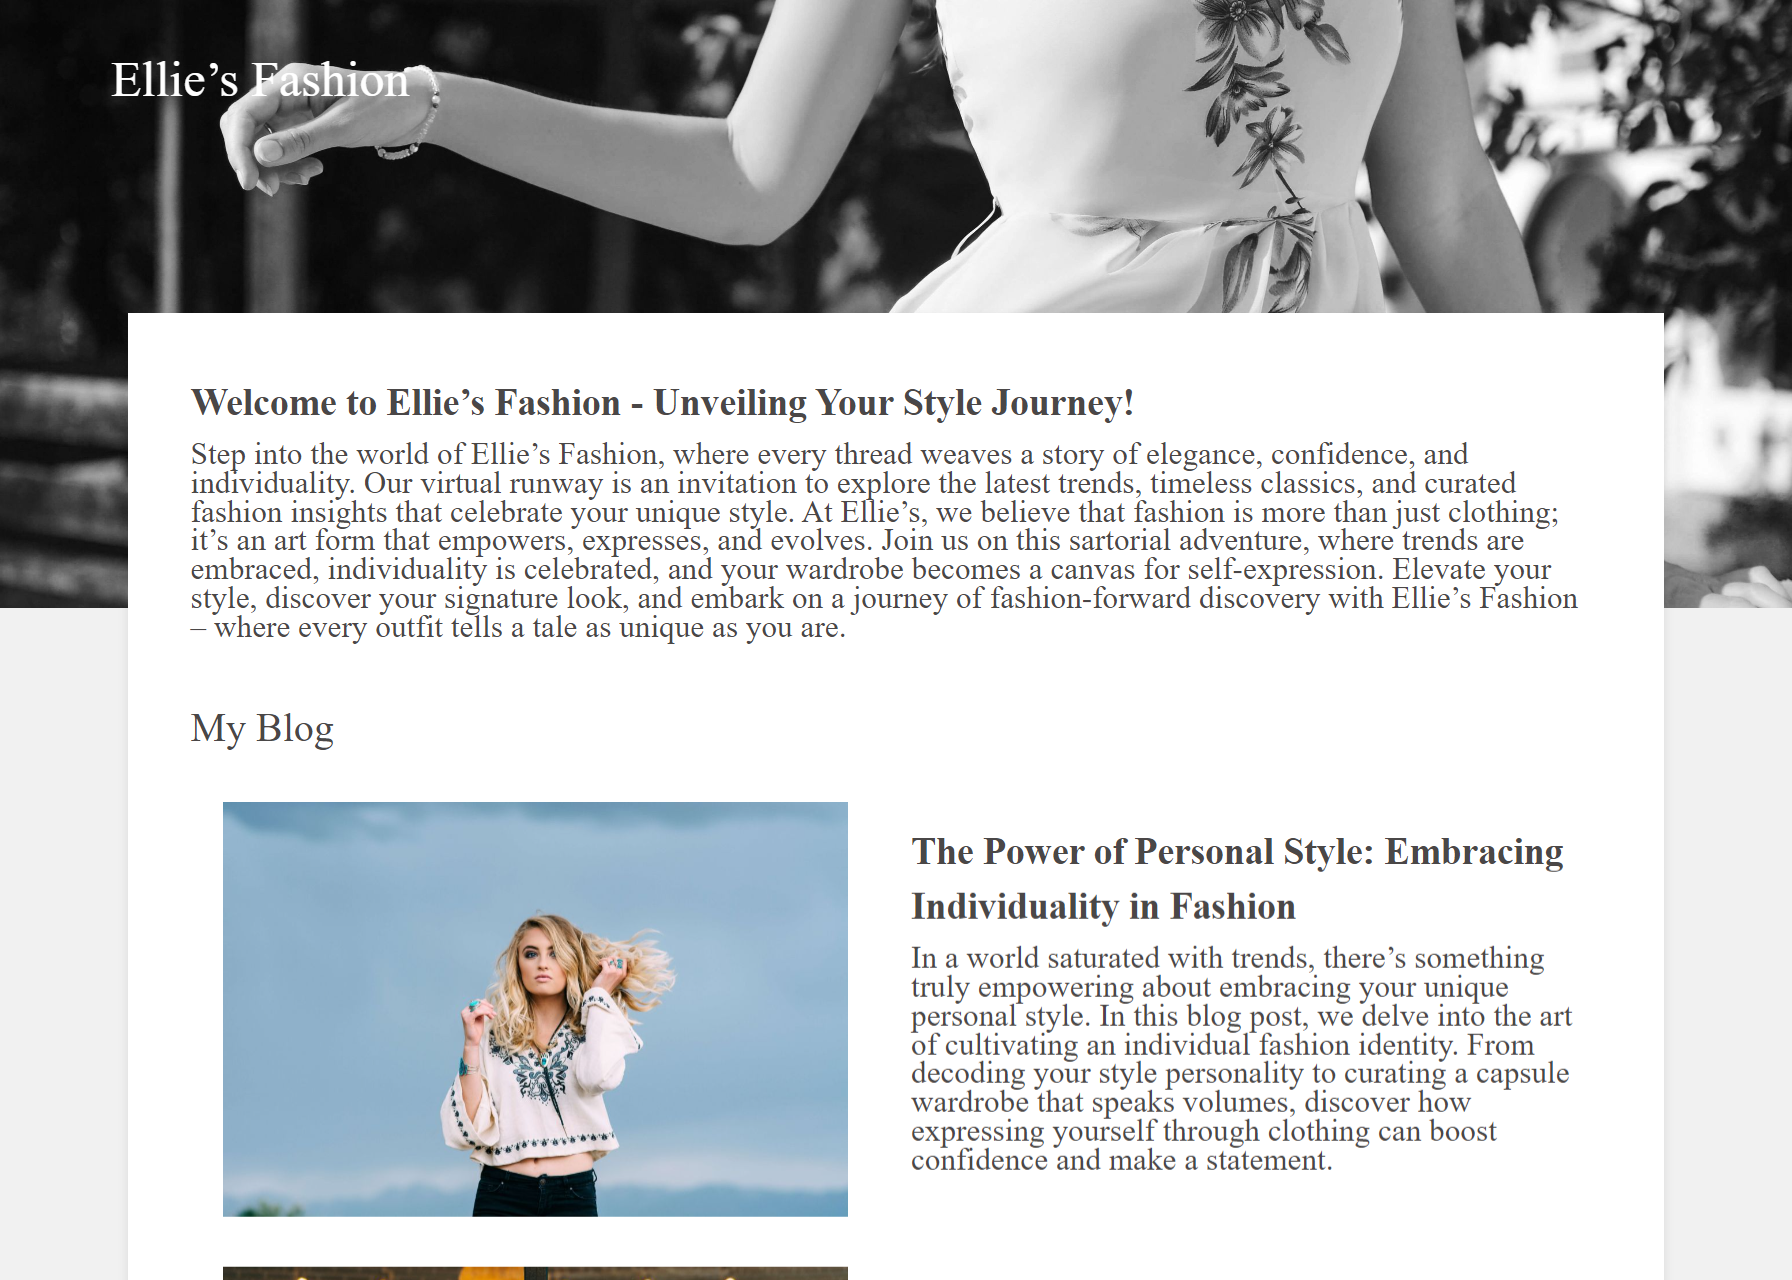 Ellie’s Fashion
Welcome to Ellie’s Fashion - Unveiling Your Style Journey!
Step into the world of Ellie’s Fashion, where every thread weaves a story of elegance, confidence, and
individuality. Our virtual runway is an invitation to explore the latest trends, timeless classics, and curated
fashion insights that celebrate your unique style. At Ellie’s, we believe that fashion is more than just clothing;
it’s an art form that empowers, expresses, and evolves. Join us on this sartorial adventure, where trends are
embraced, individuality is celebrated, and your wardrobe becomes a canvas for self-expression. Elevate your
style, discover your signature look, and embark on a journey of fashion-forward discovery with Ellie’s Fashion
– where every outfit tells a tale as unique as you are.
My Blog
The Power of Personal Style: Embracing
Individuality in Fashion
In a world saturated with trends, there’s something
truly empowering about embracing your unique
personal style. In this blog post, we delve into the art
of cultivating an individual fashion identity. From
decoding your style personality to curating a capsule
wardrobe that speaks volumes, discover how
expressing yourself through clothing can boost
confidence and make a statement.